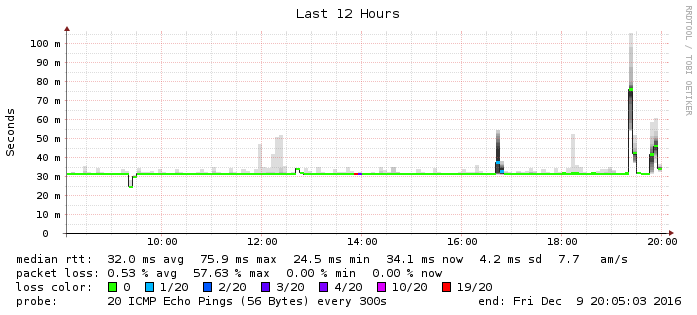 Last 12 Hours
RRDTOOL / TOBI OETIKER
Seconds
100 m
90 m
80 m
70 m
60 m
50 m
40 m
30 m
20 m
10 m
0
10:00 12:00 14:00 16:00 18:00 20:00
median rtt: 32.0 ms avg 75.9 ms max 24.5 ms min 34.1 ms now 4.2 ms sd 7.7 am/s
packet loss: 0.53 % avg 57.63 % max 0.00 % min 0.00 % now
loss color: 0 1/20 2/20 3/20 4/20 10/20 19/20
probe: 20 ICMP Echo Pings (56 Bytes) every 300s end: Fri Dec 9 20:05:03 2016